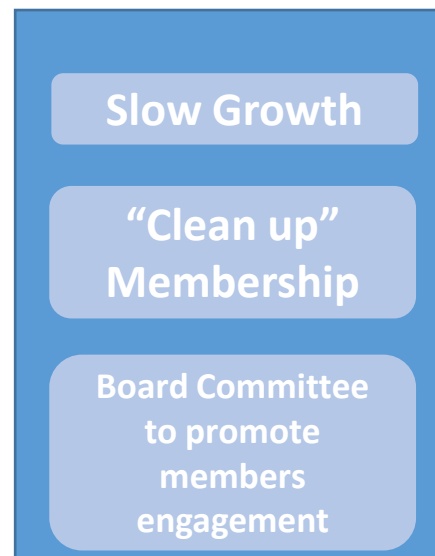 Slow Growth
“Clean up”
Membership
Board Committee
to promote
members
engagement